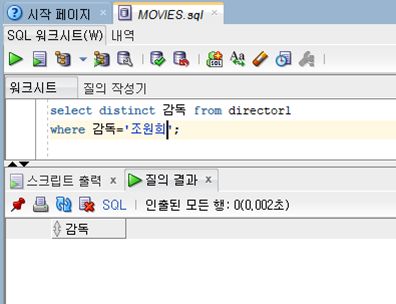 시작 페이지 × MOVIES.sql ×
SQL 워크시트(W) 내역
워크시트 질의 작성기
select distinct 감독 from director1
where 감독='조원희';
스크립트 출력 × 질의 결과 ×
SQL | 인출된 모든 행: 0(0,002초)
감독